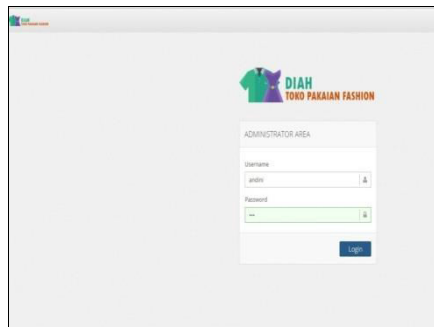 DIAH
TOKO PAKAIAN FASHION
ADMINISTRATOR AREA
Username
andini
Password
Login